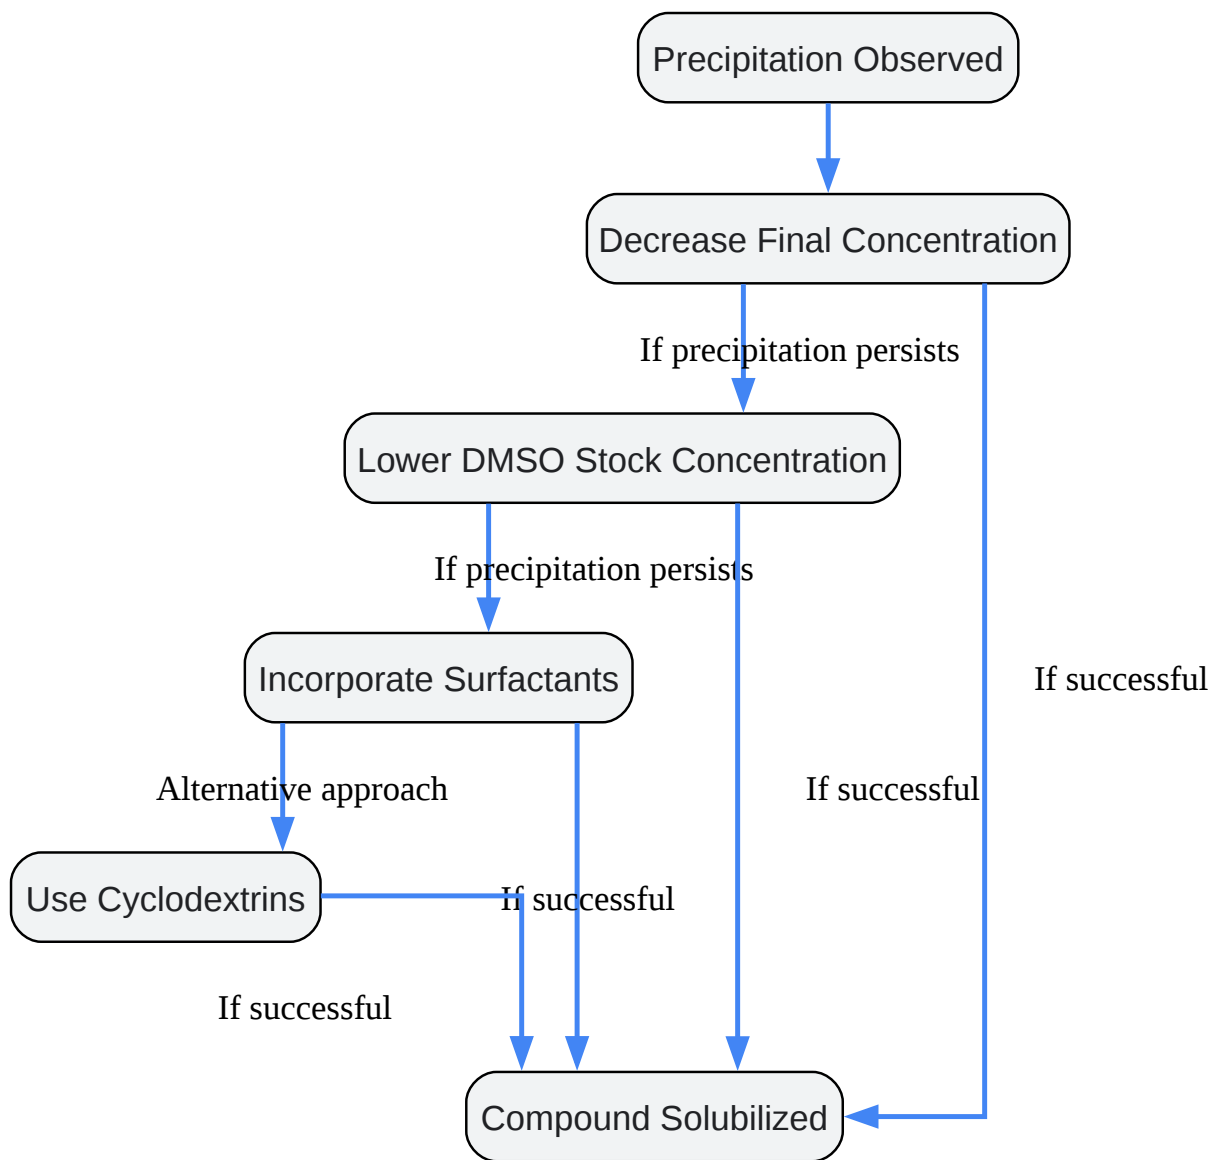 Precipitation Observed
Decrease Final Concentration
If precipitation persists
Lower DMSO Stock Concentration
If precipitation persists
Incorporate Surfactants
If successful
Alternative approach
If successful
Use Cyclodextrins
If successful
If successful
Compound Solubilized